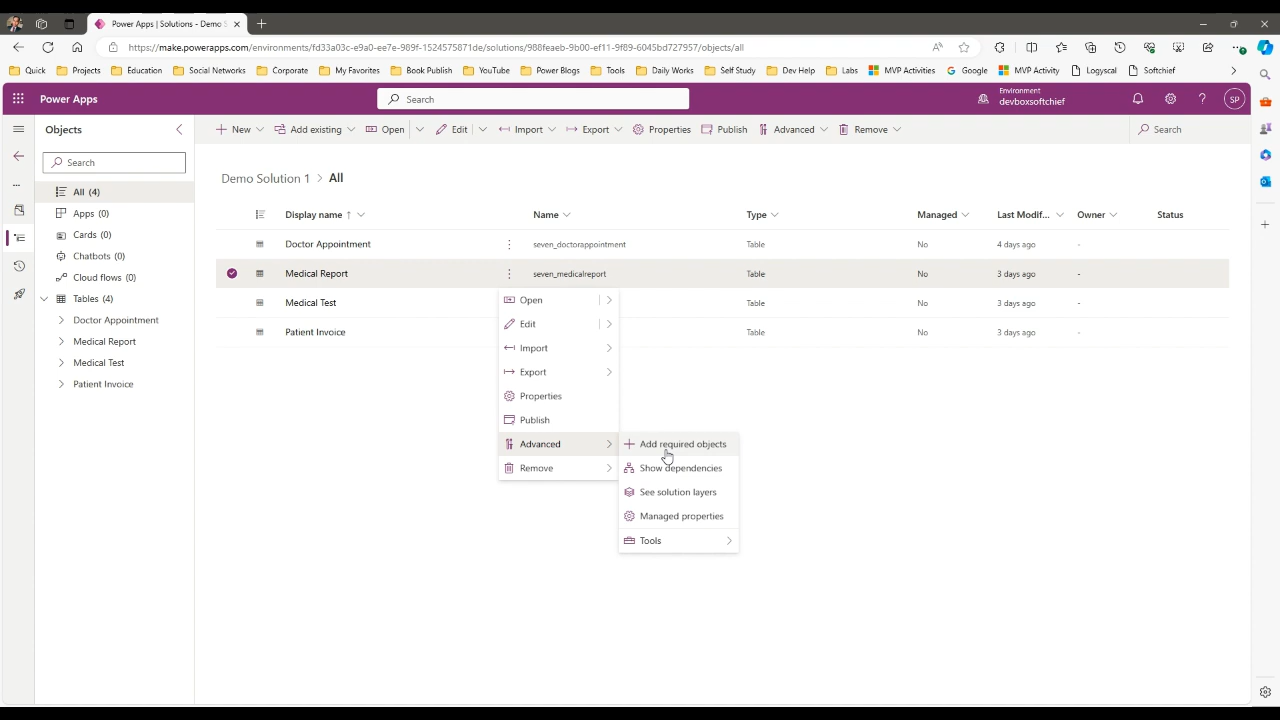 Power Apps | Solutions - Demo S
https://make.powerapps.com/environments/fd33a03c-e9a0-ee7e-989f-1524575871de/solutions/988feaeb-9b00-ef11-9f89-6045bd727957/objects/all
Quick Projects Education Social Networks Corporate My Favorites Book Publish YouTube Power Blogs Tools Daily Works Self Study Dev Help Labs MVP Activities Google MVP Activity Logyscal Softchief
Power Apps
Search
Environment
devboxsoftchief
SP
Objects
New Add existing Open Edit Import Export Properties Publish Advanced Remove Search
Search
Demo Solution 1 > All
All (4)
Apps (0)
Cards (0)
Chatbots (0)
Cloud flows (0)
Tables (4)
Doctor Appointment
Medical Report
Medical Test
Patient Invoice
Display name ↑ Name Type Managed Last Modif... Owner Status
Doctor Appointment seven_doctorappointment Table No 4 days ago -
Medical Report seven_medicalreport Table No 3 days ago -
Medical Test Table No 3 days ago -
Patient Invoice Table No 3 days ago -
Open
Edit
Import
Export
Properties
Publish
Advanced
Remove
Add required objects
Show dependencies
See solution layers
Managed properties
Tools